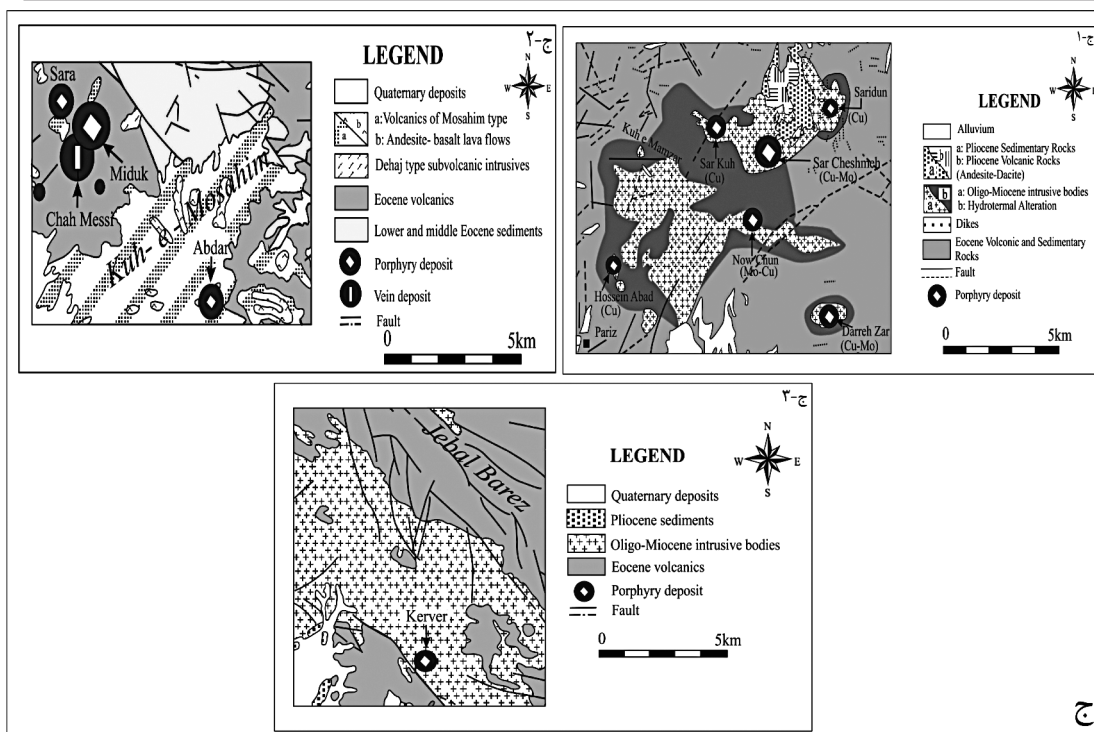 ج-۲
N
W E
S
LEGEND
Quaternary deposits
a b
a:Volcanics of Mosahim type
b: Andesite- basalt lava flows
Dehaj type subvolcanic intrusives
Eocene volcanics
Lower and middle Eocene sediments
Porphyry deposit
Vein deposit
Fault
0 5km
Sara
Miduk
Chah Messi
Kuh-e-Mosahim
Abdar
ج-۱
N
W E
S
LEGEND
Alluvium
a b
a: Pliocene Sedimentary Rocks
b: Pliocene Volcanic Rocks
(Andesite-Dacite)
a b
a: Oligo-Miocene intrusive bodies
b: Hydrotermal Alteration
Dikes
Eocene Volconic and Sedimentary
Rocks
Fault
Porphyry deposit
0 5km
Saridun
(Cu)
Kuh e Mamzar
Sar Kuh
(Cu)
Sar Cheshmeh
(Cu-Mo)
Now Chun
(Mo-Cu)
Hossein Abad
(Cu)
Pariz
Darreh Zar
(Cu-Mo)
ج-۳
N
W E
S
LEGEND
Quaternary deposits
Pliocene sediments
Oligo-Miocene intrusive bodies
Eocene volcanics
Porphyry deposit
Fault
0 5km
Jebal Barez
Kerver
ج